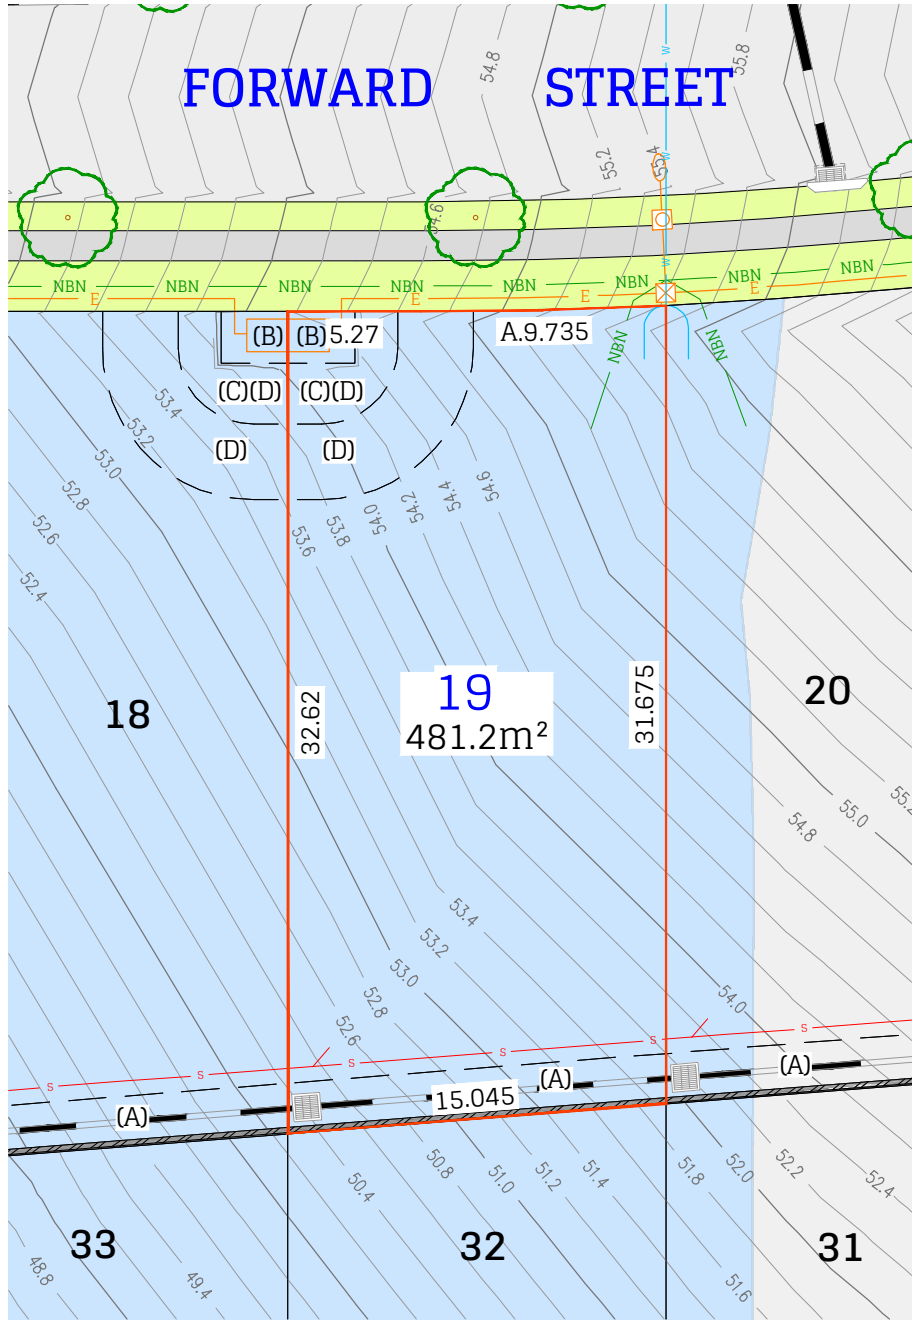 FORWARD STREET
54.8
55.8
55.2
55.4
54.6
W
W
W
NBN
NBN
NBN
NBN
NBN
NBN
NBN
E
E
E
(B)
(B)
5.27
A.9.735
NBN
NBN
(C)(D)
(C)(D)
(D)
(D)
53.4
53.2
53.0
52.8
52.6
52.4
53.6
53.8
54.0
54.2
54.4
54.6
18
32.62
19
481.2m²
31.675
20
54.8
55.0
55.2
53.4
53.2
53.0
52.8
52.6
54.0
S
S
S
S
S
S
(A)
15.045
(A)
(A)
50.4
50.8
51.0
51.2
51.4
51.8
52.0
52.2
52.4
33
32
31
48.8
49.4
51.6